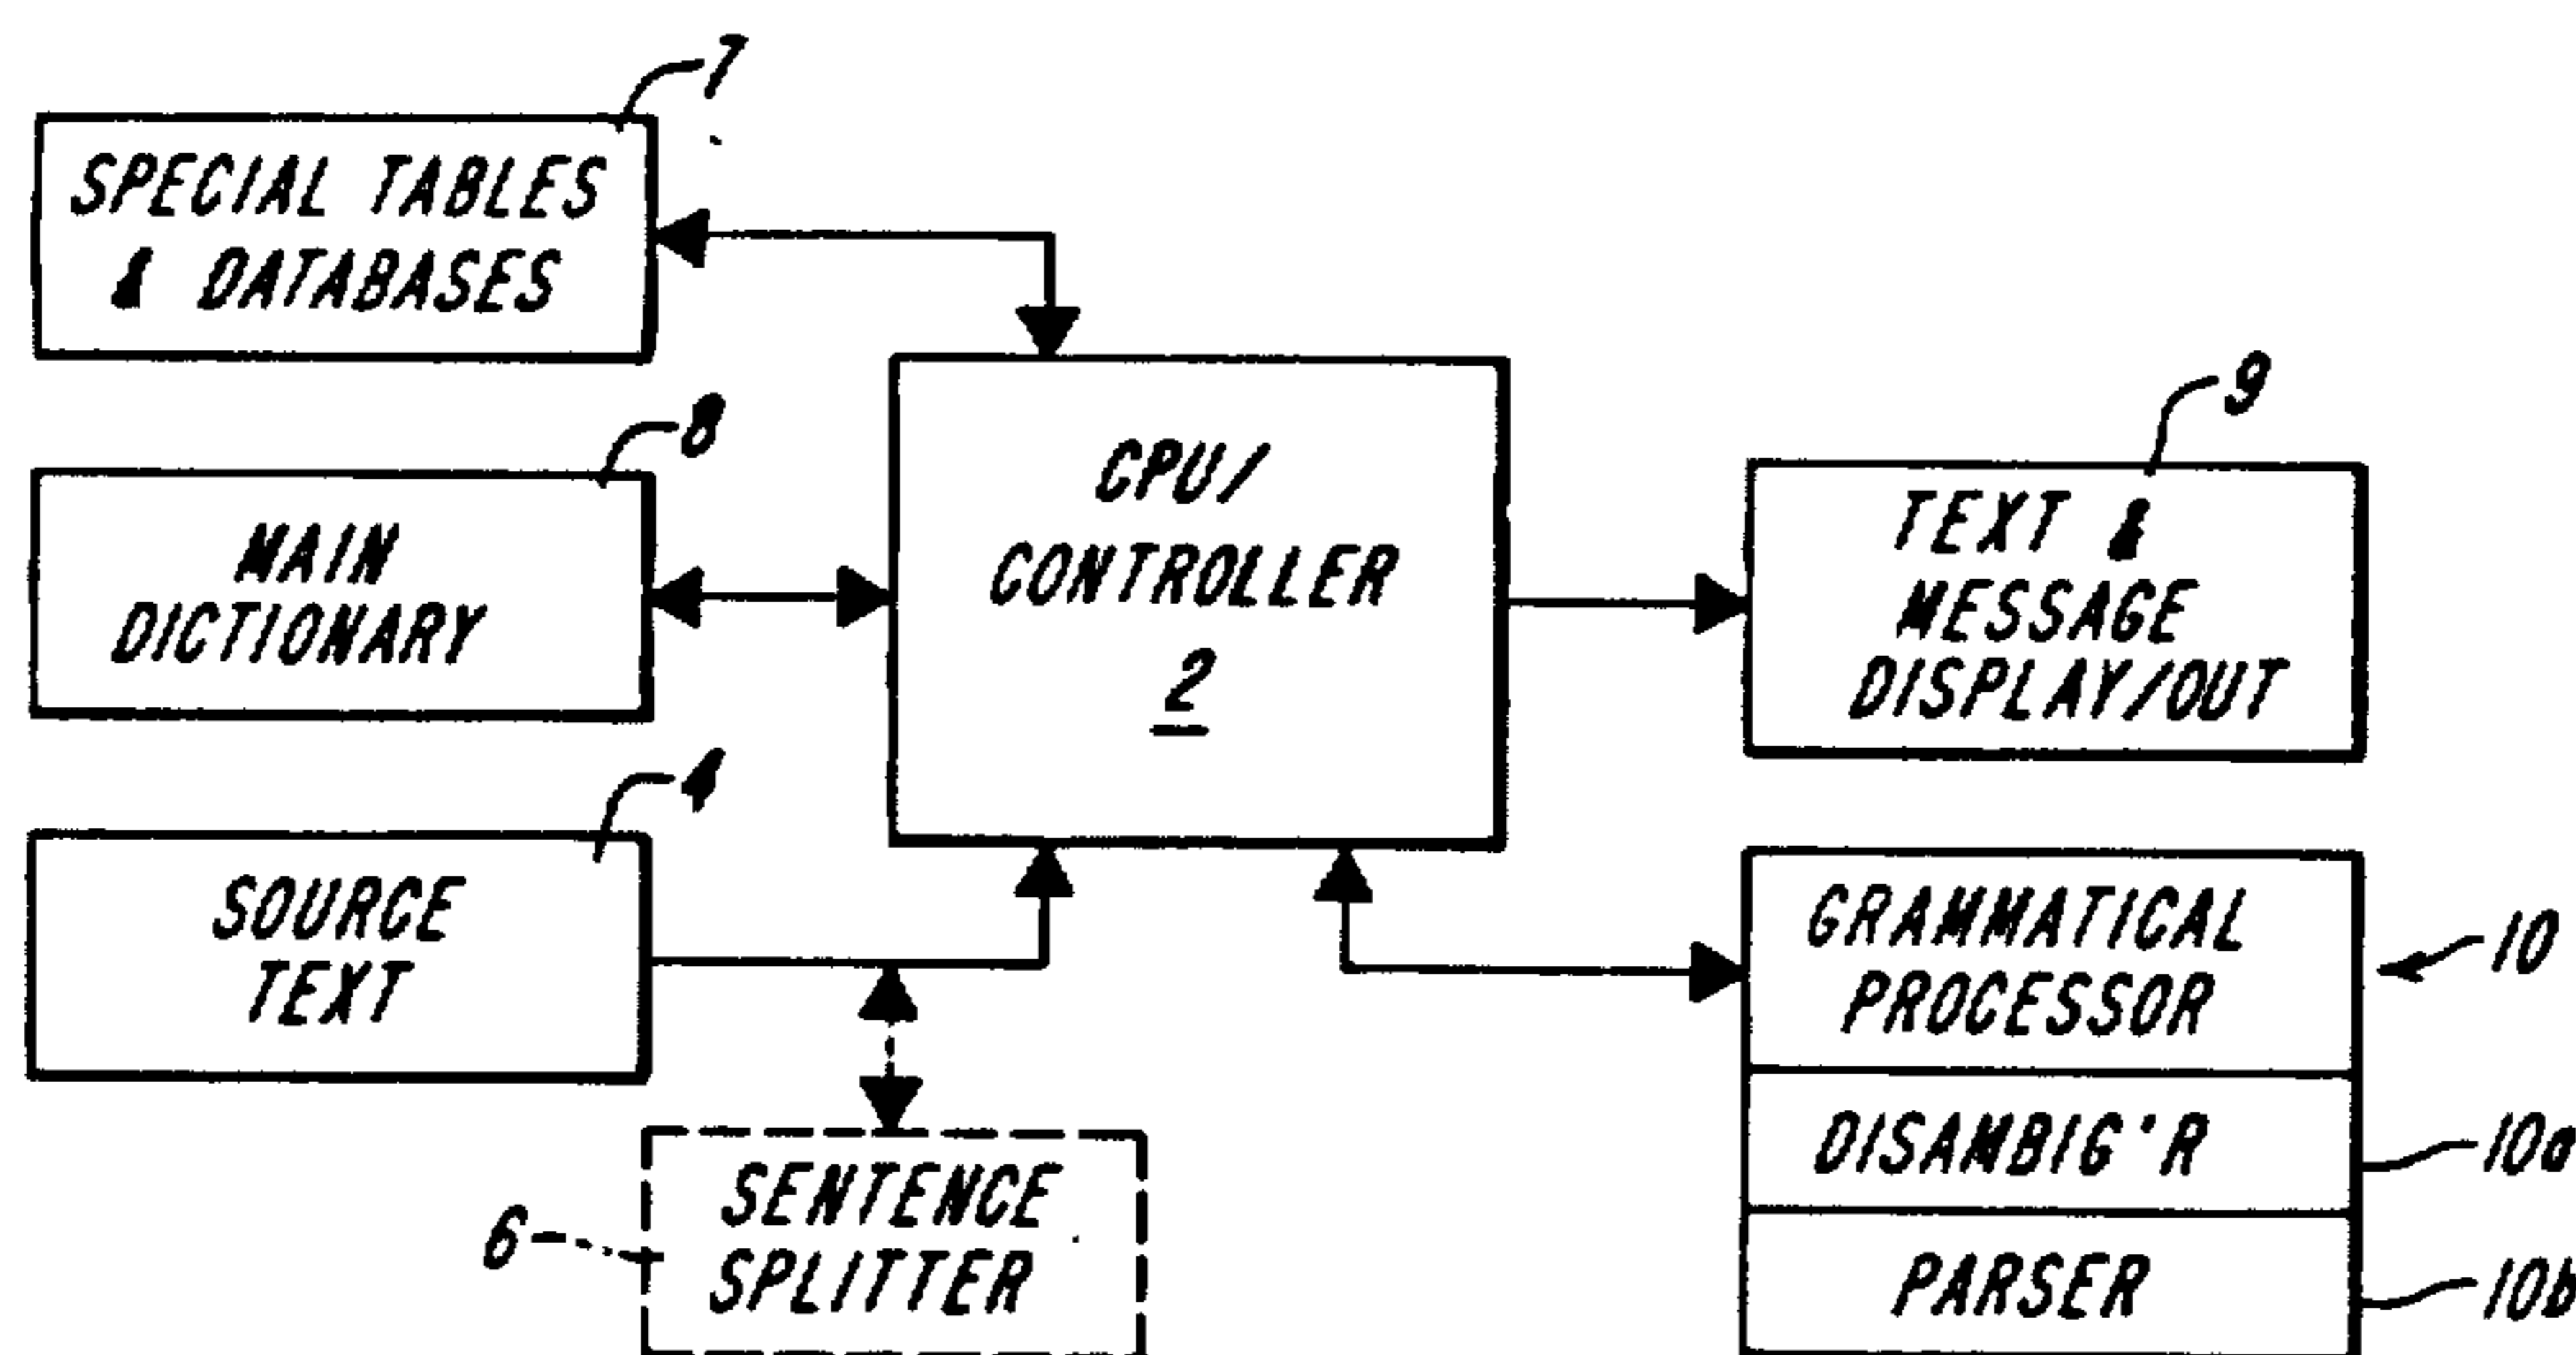 7
SPECIAL TABLES
& DATABASES
8
MAIN
DICTIONARY
4
SOURCE
TEXT
6
SENTENCE
SPLITTER
CPU/
CONTROLLER
2
9
TEXT &
MESSAGE
DISPLAY/OUT
GRAMMATICAL
PROCESSOR
10
DISAMBIG'R
10a
PARSER
10b